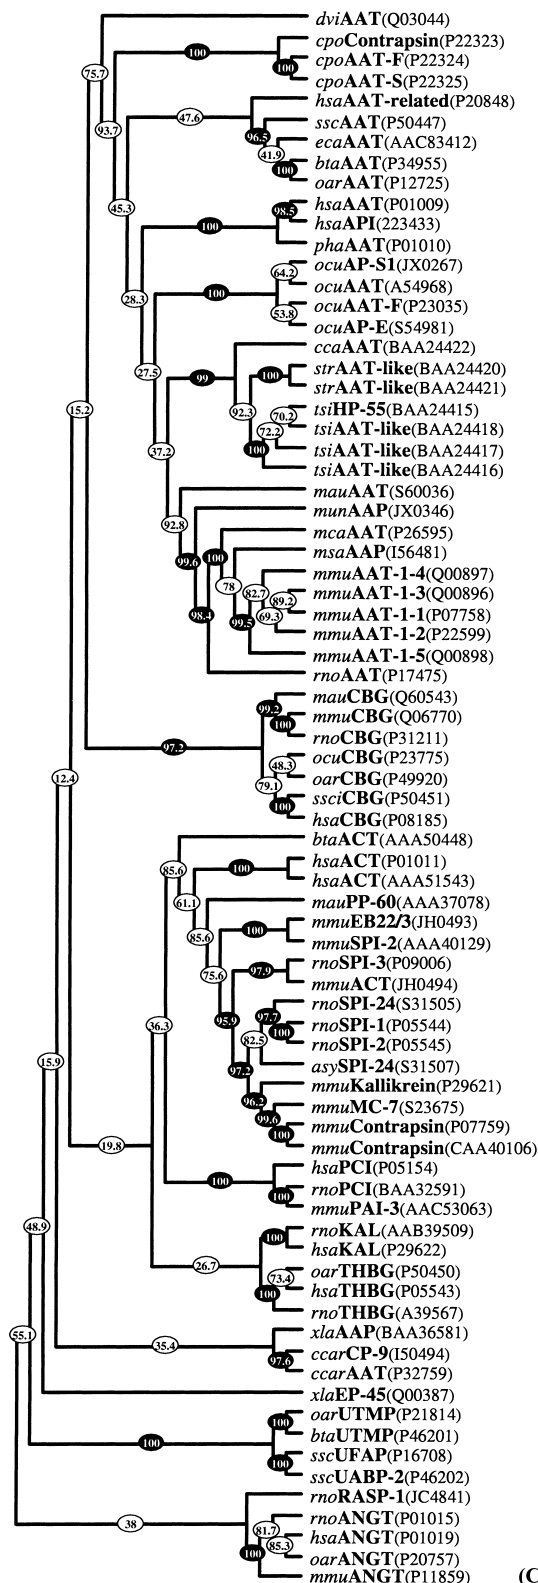 dviAAT(Q03044)
cpoContrapsin(P22323)
100
cpoAAT-F(P22324)
100
75.7
cpoAAT-S(P22325)
hsaAAT-related(P20848)
47.6
sscAAT(P50447)
93.7
96.5
ecaAAT(AAC83412)
41.9
btaAAT(P34955)
100
oarAAT(P12725)
hsaAAT(P01009)
45.3
98.5
hsaAPI(223433)
100
phaAAT(P01010)
ocuAP-S1(JX0267)
64.2
ocuAAT(A54968)
100
28.3
ocuAAT-F(P23035)
53.8
ocuAP-E(S54981)
ccaAAT(BAA24422)
27.5
strAAT-like(BAA24420)
99
100
strAAT-like(BAA24421)
15.2
92.3
tsiHP-55(BAA24415)
70.2
tsiAAT-like(BAA24418)
72.2
37.2
100
tsiAAT-like(BAA24417)
tsiAAT-like(BAA24416)
mauAAT(S60036)
munAAP(JX0346)
92.8
mcaAAT(P26595)
msaAAP(I56481)
99.6
100
mmuAAT-1-4(Q00897)
78
82.7
mmuAAT-1-3(Q00896)
89.2
98.4
mmuAAT-1-1(P07758)
99.5
69.3
mmuAAT-1-2(P22599)
mmuAAT-1-5(Q00898)
rnoAAT(P17475)
mauCBG(Q60543)
99.2
mmuCBG(Q06770)
100
rnoCBG(P31211)
97.2
ocuCBG(P23775)
48.3
12.4
oarCBG(P49920)
79.1
ssciCBG(P50451)
100
hsaCBG(P08185)
btaACT(AAA50448)
85.6
hsaACT(P01011)
100
hsaACT(AAA51543)
61.1
mauPP-60(AAA37078)
mmuEB22/3(JH0493)
85.6
100
mmuSPI-2(AAA40129)
rnoSPI-3(P09006)
75.6
97.9
mmuACT(JH0494)
rnoSPI-24(S31505)
36.3
95.9
97.7
rnoSPI-1(P05544)
100
rnoSPI-2(P05545)
82.5
15.9
97.2
asySPI-24(S31507)
mmuKallikrein(P29621)
96.2
mmuMC-7(S23675)
99.6
mmuContrapsin(P07759)
100
19.8
mmuContrapsin(CAA40106)
hsaPCI(P05154)
100
rnoPCI(BAA32591)
100
mmuPAI-3(AAC53063)
48.9
rnoKAL(AAB39509)
100
hsaKAL(P29622)
26.7
oarTHBG(P50450)
73.4
hsaTHBG(P05543)
100
rnoTHBG(A39567)
55.1
xlaAAP(BAA36581)
35.4
ccarCP-9(I50494)
97.6
ccarAAT(P32759)
xlaEP-45(Q00387)
oarUTMP(P21814)
100
btaUTMP(P46201)
100
sscUFAP(P16708)
100
sscUABP-2(P46202)
rnoRASP-1(JC4841)
38
rnoANGT(P01015)
81.7
hsaANGT(P01019)
85.3
100
oarANGT(P20757)
mmuANGT(P11859)
(C